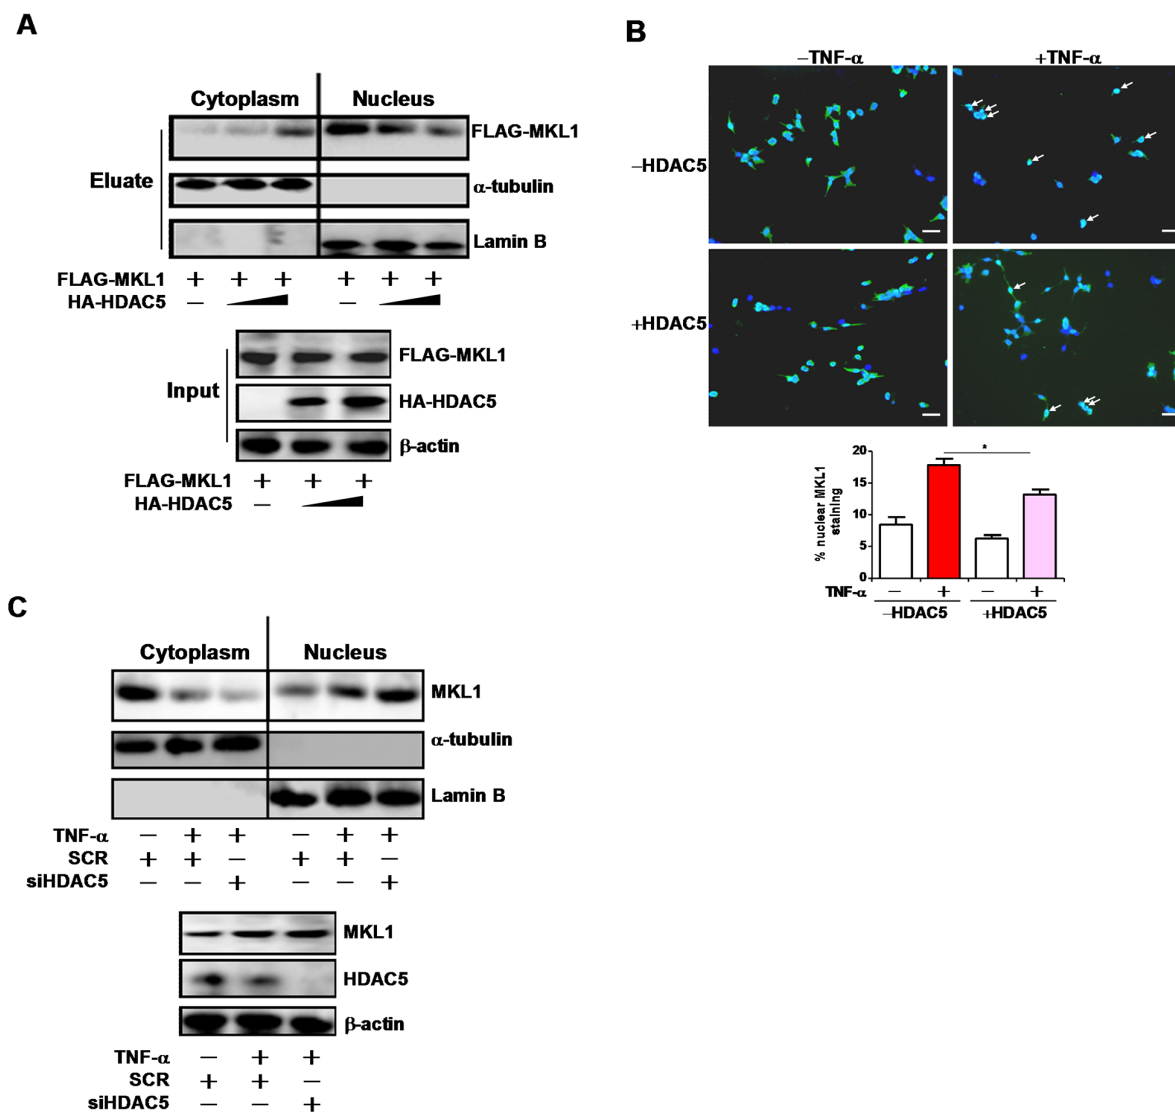 A
Cytoplasm Nucleus
FLAG-MKL1
Eluate
α-tubulin
Lamin B
FLAG-MKL1 + + + + + +
HA-HDAC5 – –
FLAG-MKL1
Input
HA-HDAC5
β-actin
FLAG-MKL1 + + +
HA-HDAC5 –
B
–TNF-α +TNF-α
–HDAC5
+HDAC5
% nuclear MKL1
staining
20
15
10
5
0
*
TNF-α – + – +
–HDAC5 +HDAC5
C
Cytoplasm Nucleus
MKL1
α-tubulin
Lamin B
TNF-α – + + – + +
SCR + + – + + –
siHDAC5 – – + – – +
MKL1
HDAC5
β-actin
TNF-α – + +
SCR + + –
siHDAC5 – – +